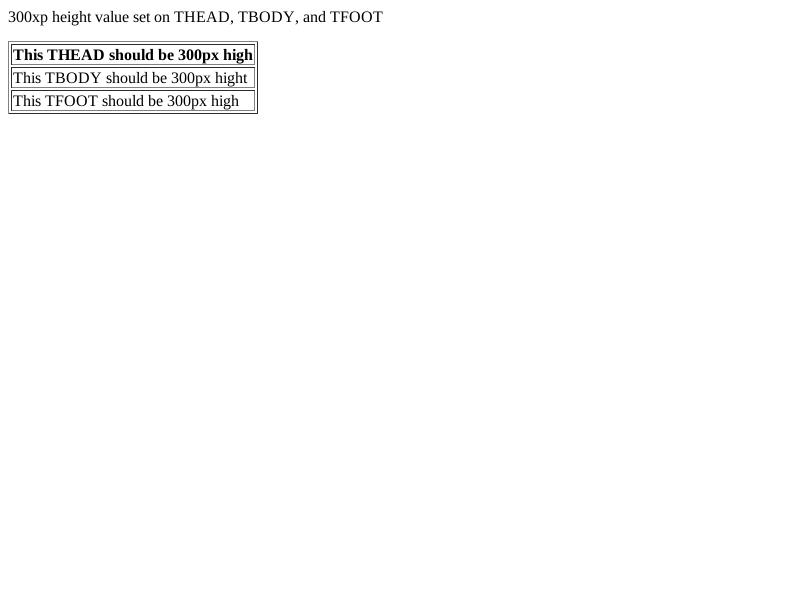 300xp height value set on THEAD, TBODY, and TFOOT
This THEAD should be 300px high
This TBODY should be 300px hight
This TFOOT should be 300px high